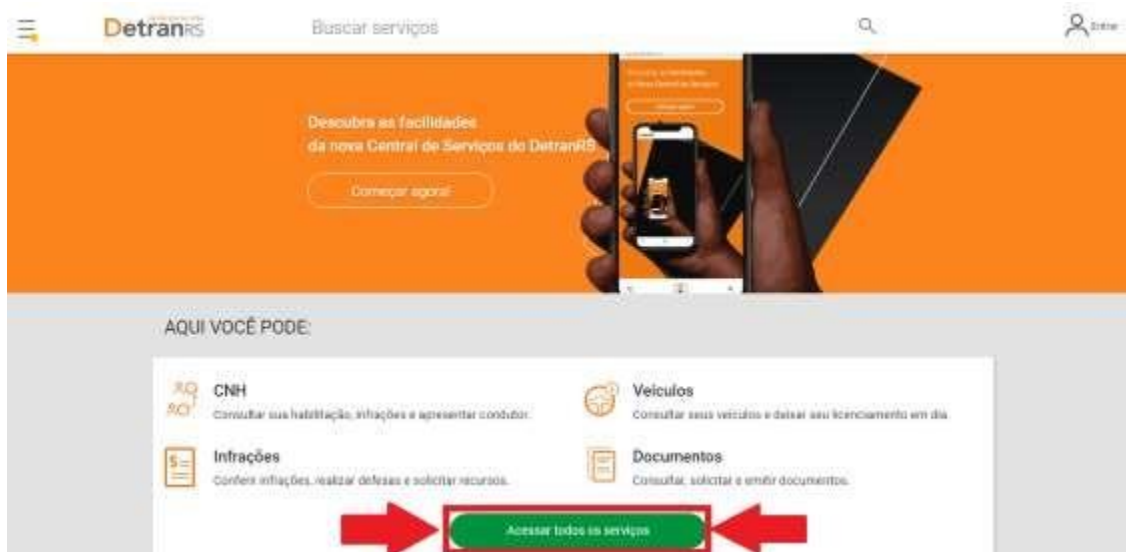 DetranRS
Buscar serviços
Entrar
Descubra as facilidades
da nova Central de Serviços do DetranRS
Começar agora!
AQUI VOCÊ PODE:
CNH
Consultar sua habilitação, infrações e apresentar condutor.
Veículos
Consultar seus veículos e deixar seu licenciamento em dia.
Infrações
Conferir infrações, realizar defesas e solicitar recursos.
Documentos
Consultar, solicitar e emitir documentos.
Acessar todos os serviços